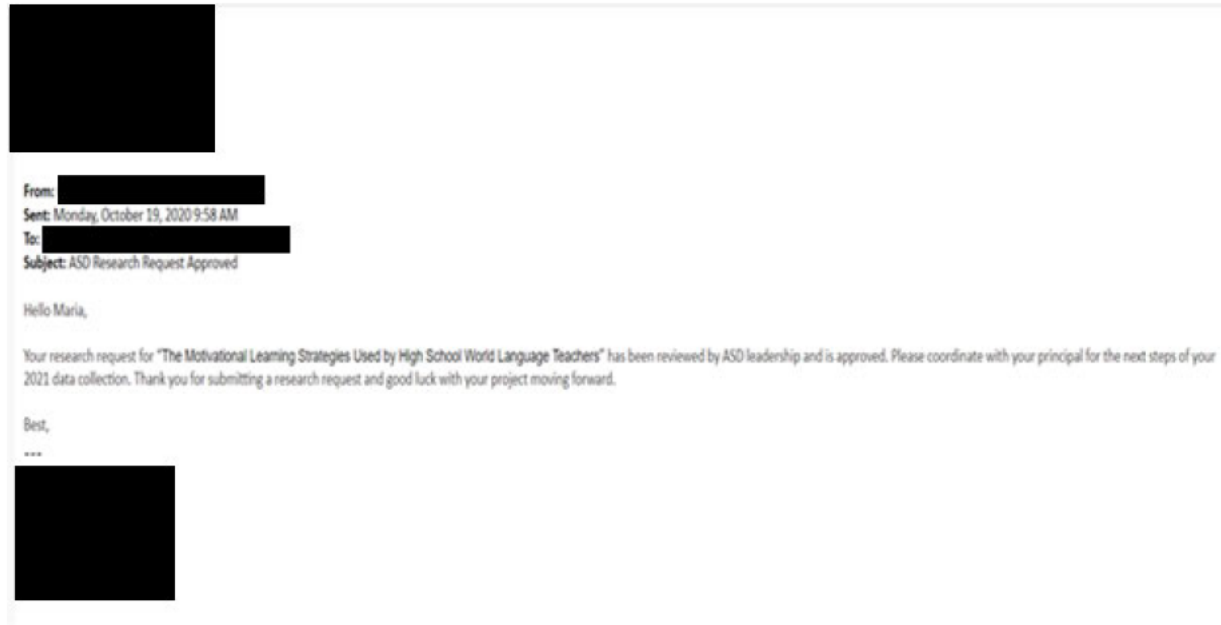 From:
Sent: Monday, October 19, 2020 9:58 AM
To:
Subject: ASD Research Request Approved
Hello Maria,
Your research request for "The Motivational Learning Strategies Used by High School World Language Teachers" has been reviewed by ASD leadership and is approved. Please coordinate with your principal for the next steps of your
2021 data collection. Thank you for submitting a research request and good luck with your project moving forward.
Best,
---